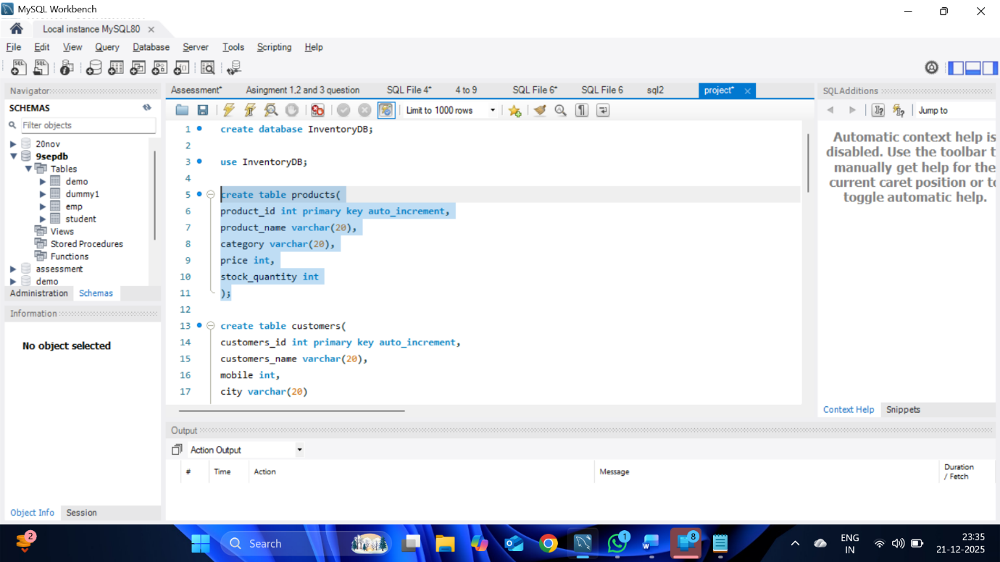 MySQL Workbench
Local instance MySQL80
File Edit View Query Database Server Tools Scripting Help
Navigator
SCHEMAS
Filter objects
20nov
9sepdb
Tables
demo
dummy1
emp
student
Views
Stored Procedures
Functions
assessment
demo
Administration Schemas
Information
No object selected
Object Info Session
Assessment* Asingment 1,2 and 3 question SQL File 4* 4 to 9 SQL File 6* SQL File 6 sql2 project*
Limit to 1000 rows
1 create database InventoryDB;
2
3 use InventoryDB;
4
5 create table products(
6 product_id int primary key auto_increment,
7 product_name varchar(20),
8 category varchar(20),
9 price int,
10 stock_quantity int
11 );
12
13 create table customers(
14 customers_id int primary key auto_increment,
15 customers_name varchar(20),
16 mobile int,
17 city varchar(20)
SQLAdditions
Jump to
Automatic context help is
disabled. Use the toolbar t
manually get help for the
current caret position or to
toggle automatic help.
Context Help Snippets
Output
Action Output
# Time Action Message Duration / Fetch
2
Search
1
8
ENG
IN
23:35
21-12-2025